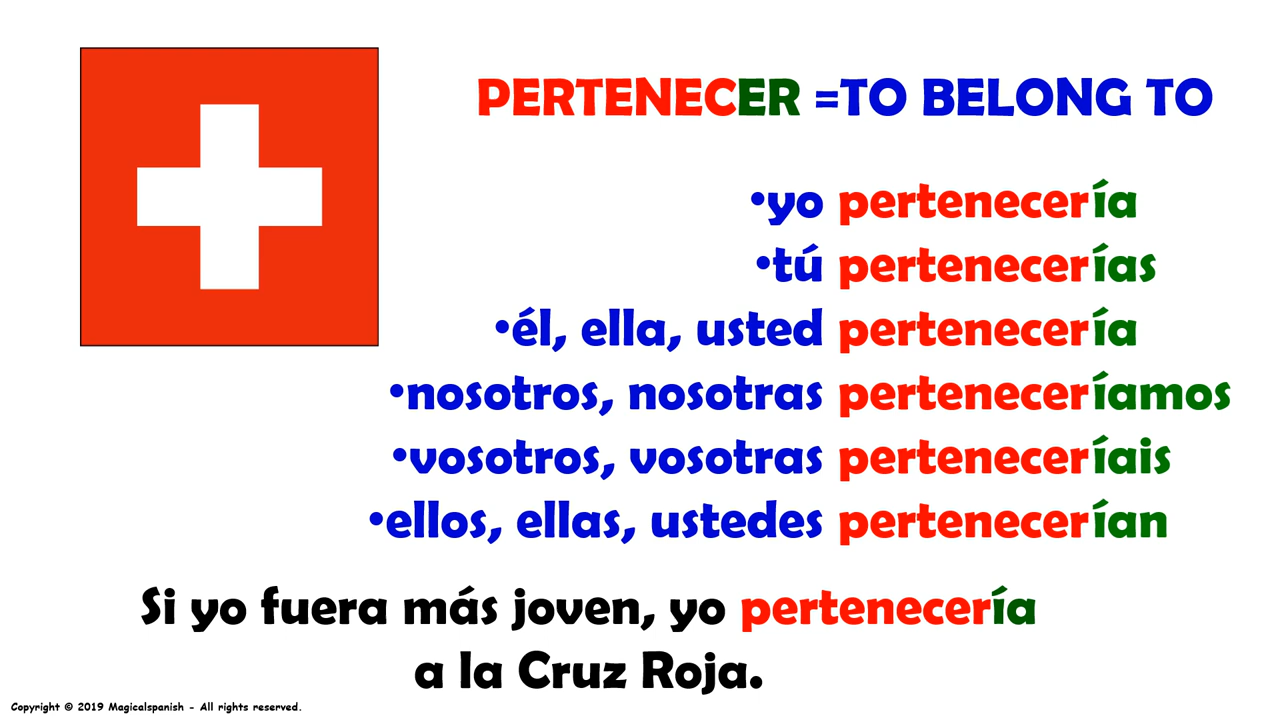 PERTENECER =TO BELONG TO
•yo pertenecería
•tú pertenecerías
•él, ella, usted pertenecería
•nosotros, nosotras perteneceríamos
•vosotros, vosotras perteneceríais
•ellos, ellas, ustedes pertenecerían
Si yo fuera más joven, yo pertenecería
a la Cruz Roja.
Copyright © 2019 Magicalspanish - All rights reserved.